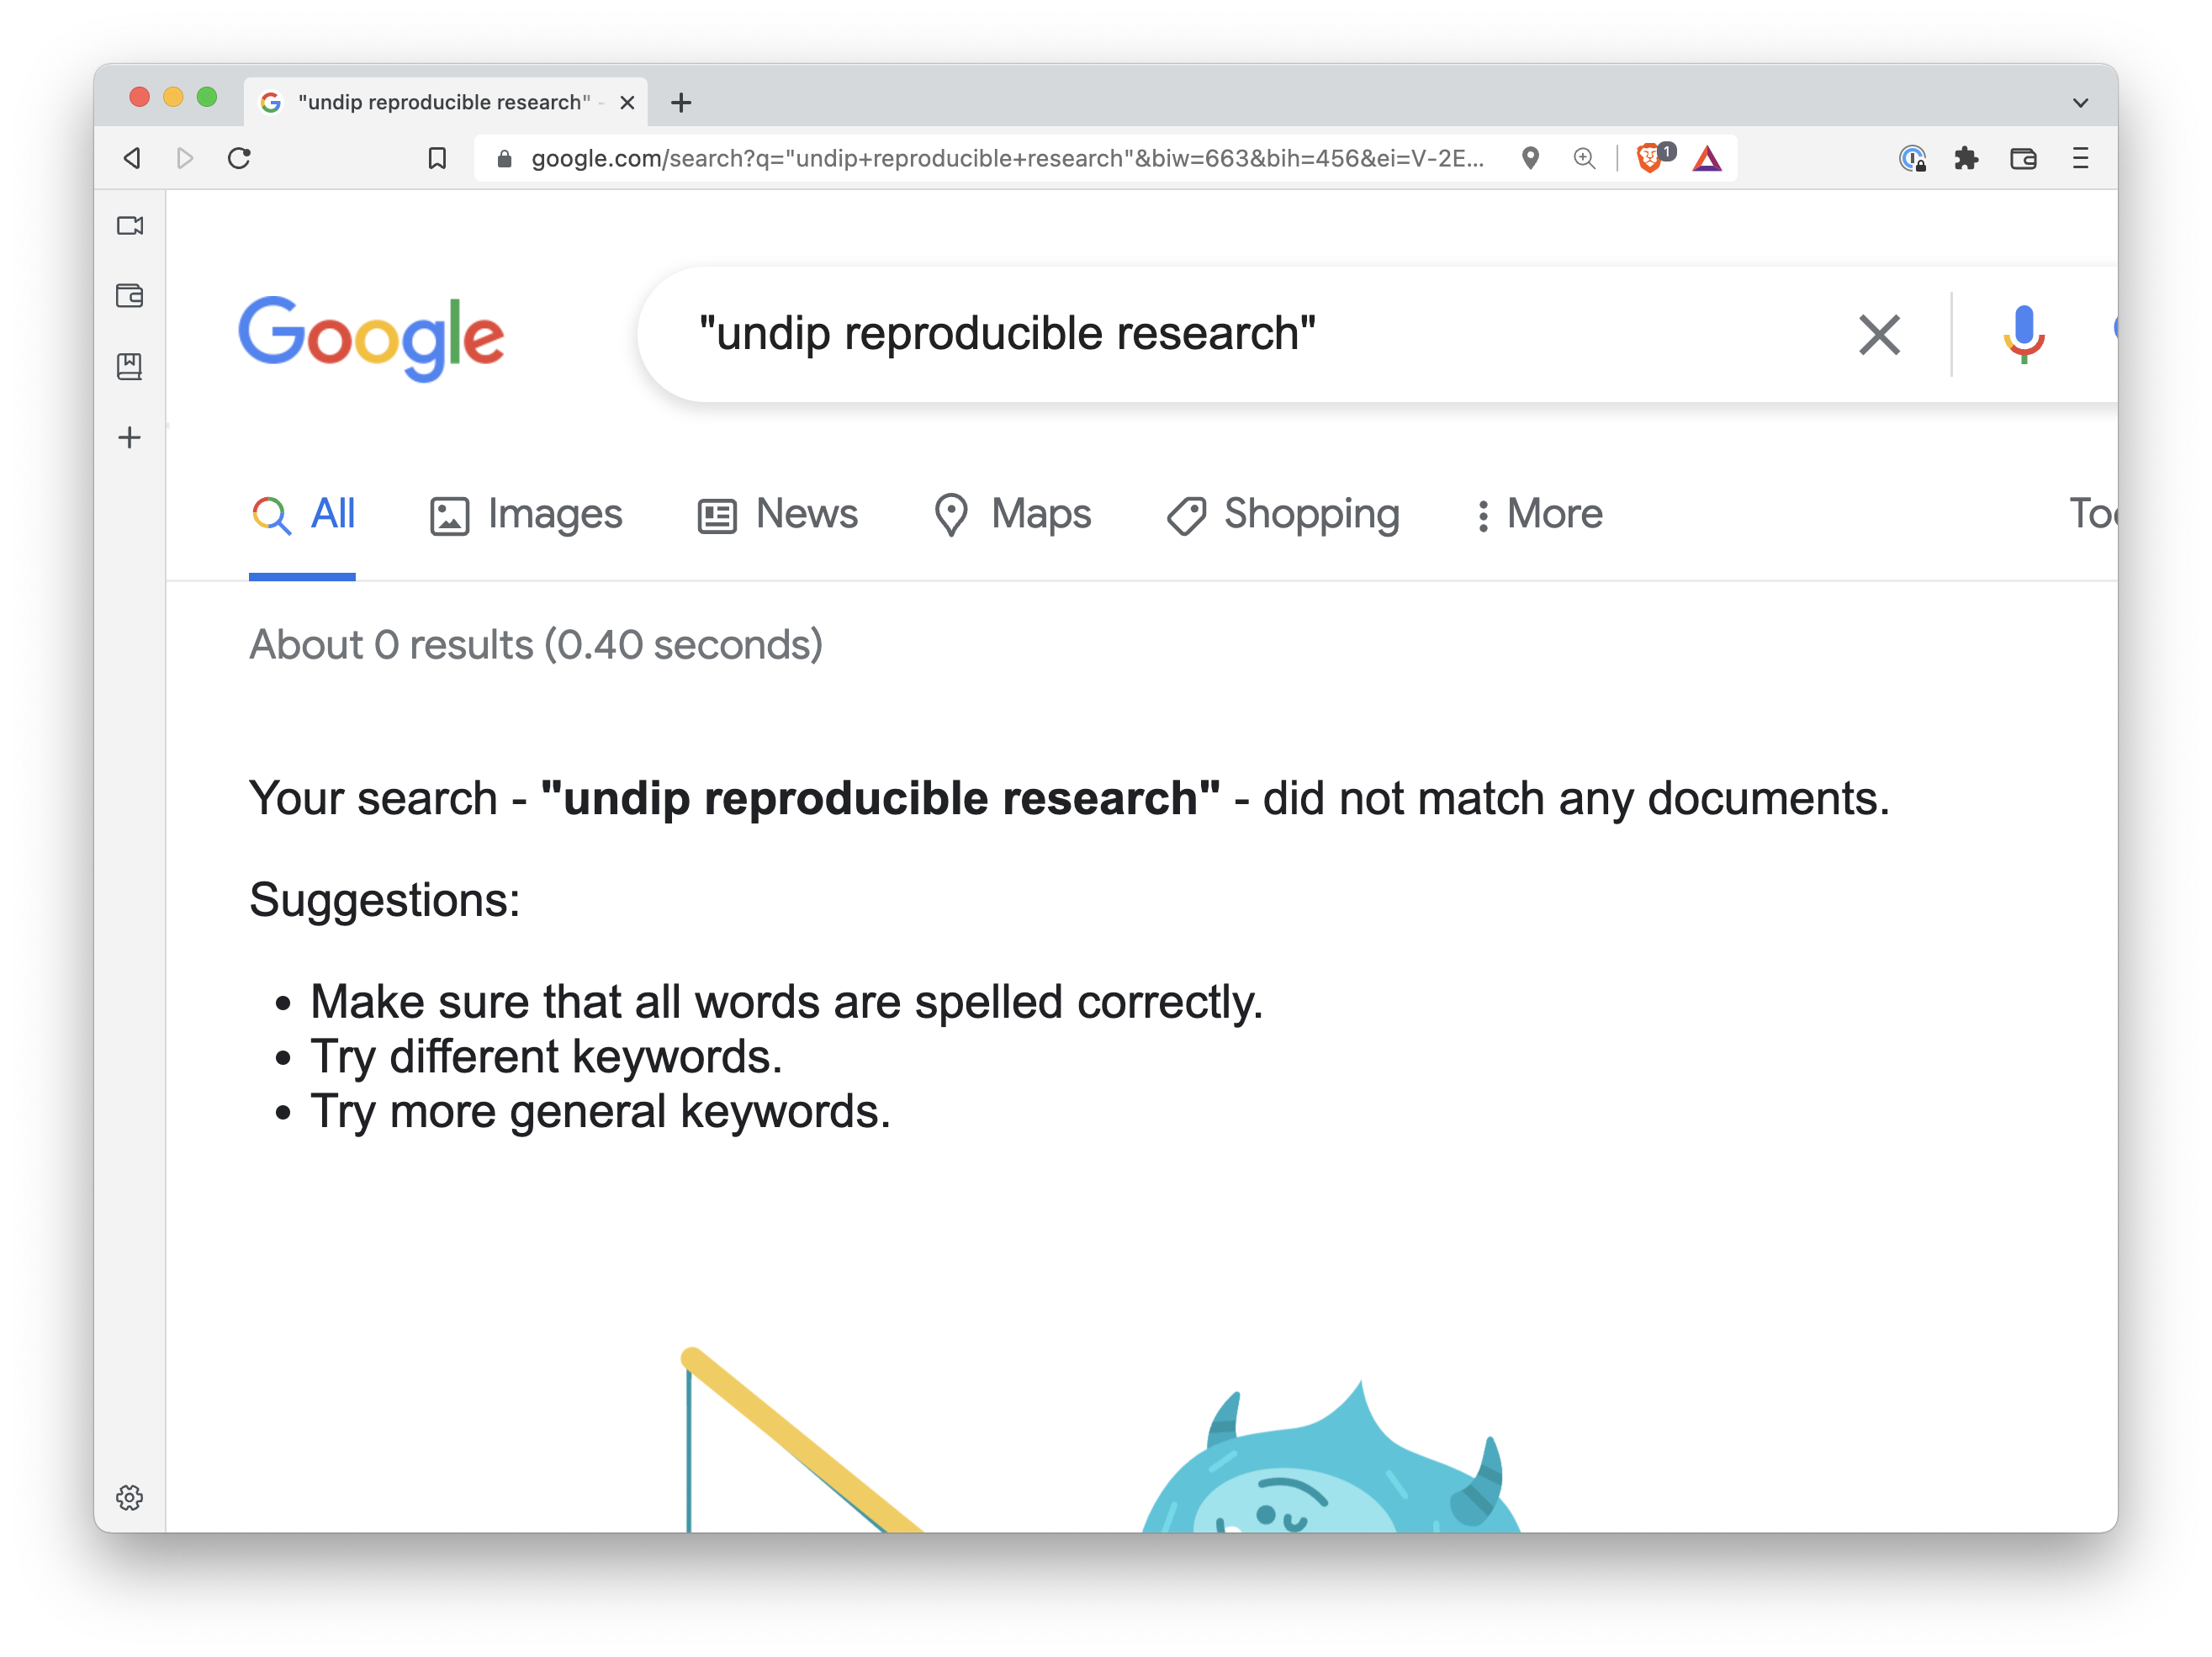 "undip reproducible research" -
google.com/search?q="undip+reproducible+research"&biw=663&bih=456&ei=V-2E... 1
Google "undip reproducible research"
All Images News Maps Shopping More Too
About 0 results (0.40 seconds)
Your search - "undip reproducible research" - did not match any documents.
Suggestions:
• Make sure that all words are spelled correctly.
• Try different keywords.
• Try more general keywords.